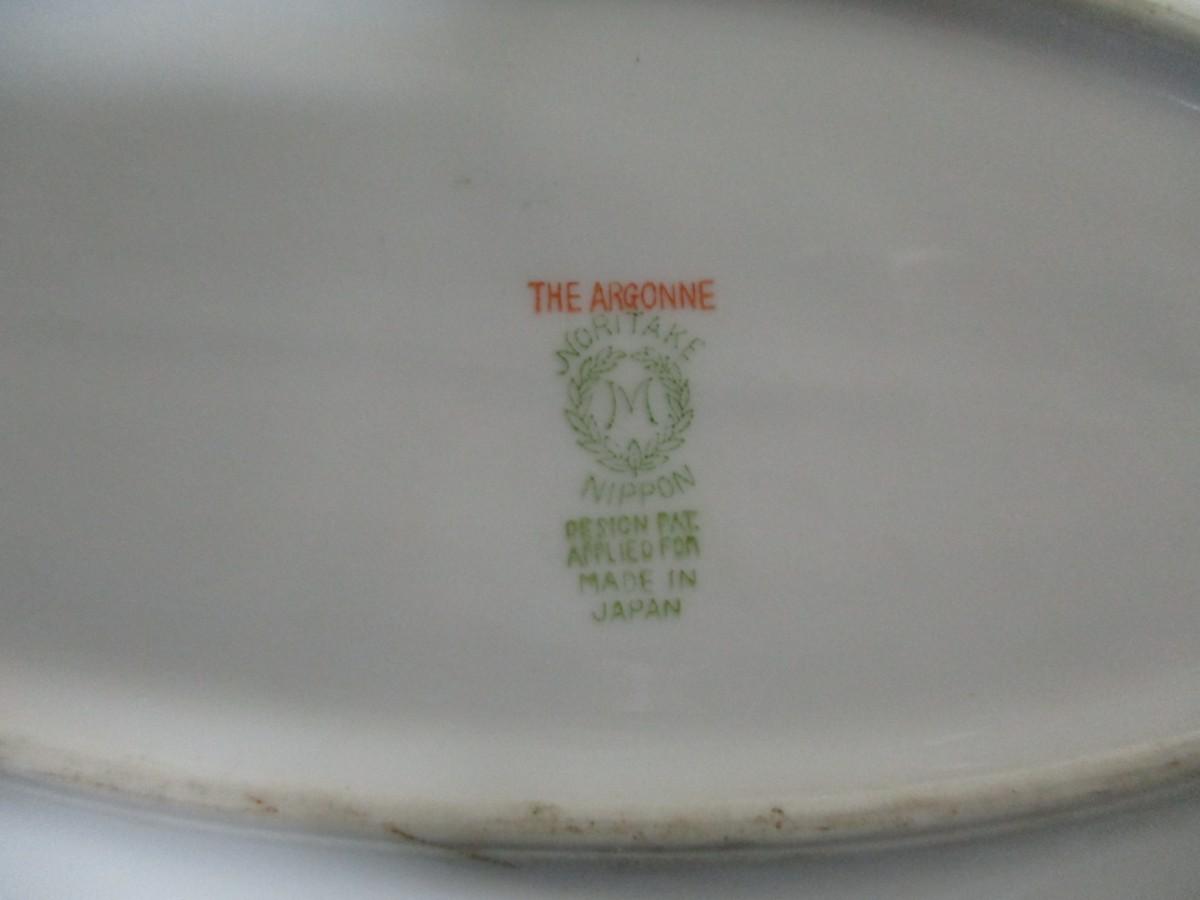 THE ARGONNE
NORITAKE
M
NIPPON
DESIGN PAT.
APPLIED FOR
MADE IN
JAPAN